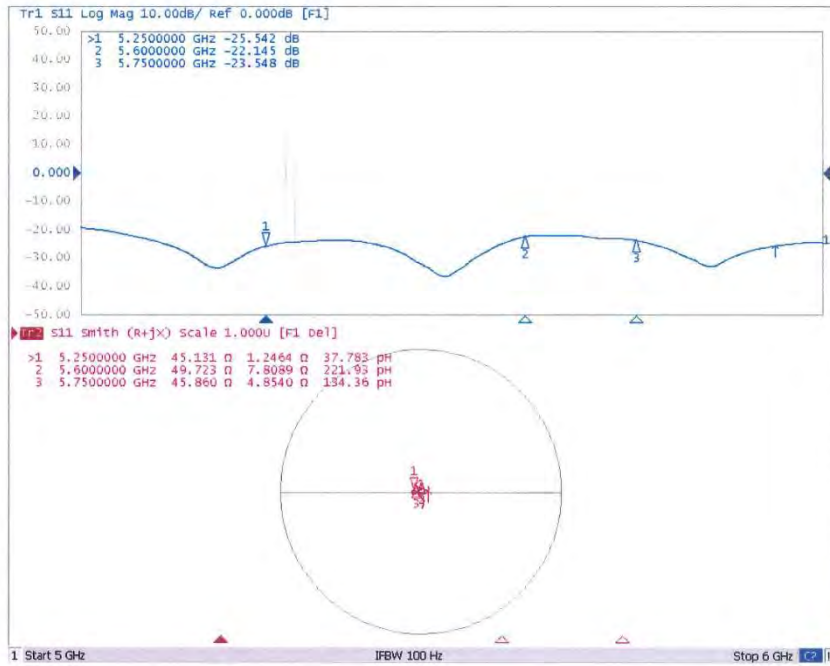 Tr1 S11 Log Mag 10.00dB/ Ref 0.000dB [F1]
50.00
40.00
30.00
20.00
10.00
0.000
-10.00
-20.00
-30.00
-40.00
-50.00
>1 5.2500000 GHz -25.542 dB
2 5.6000000 GHz -22.145 dB
3 5.7500000 GHz -23.548 dB
1
2
3
1
Tr2 S11 Smith (R+jX) Scale 1.000U [F1 Del]
>1 5.2500000 GHz 45.131 Ω 1.2464 Ω 37.783 pH
2 5.6000000 GHz 49.723 Ω 7.8089 Ω 221.93 pH
3 5.7500000 GHz 45.860 Ω 4.8540 Ω 134.36 pH
1
1 Start 5 GHz IFBW 100 Hz Stop 6 GHz C?